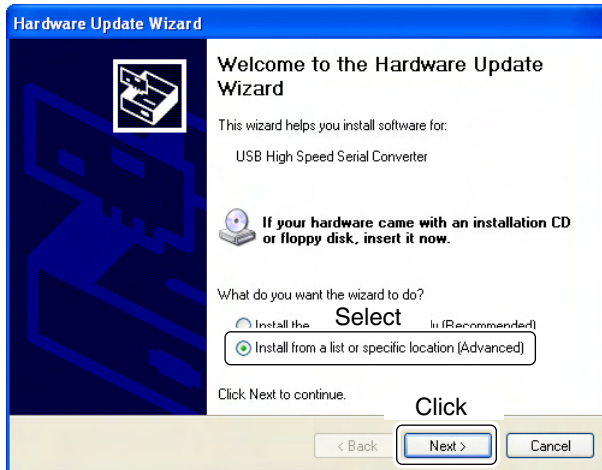 Hardware Update Wizard
Welcome to the Hardware Update
Wizard
This wizard helps you install software for:
USB High Speed Serial Converter
If your hardware came with an installation CD
or floppy disk, insert it now.
What do you want the wizard to do?
Select
Install the (Recommended)
Install from a list or specific location (Advanced)
Click Next to continue.
Click
< Back
Next >
Cancel